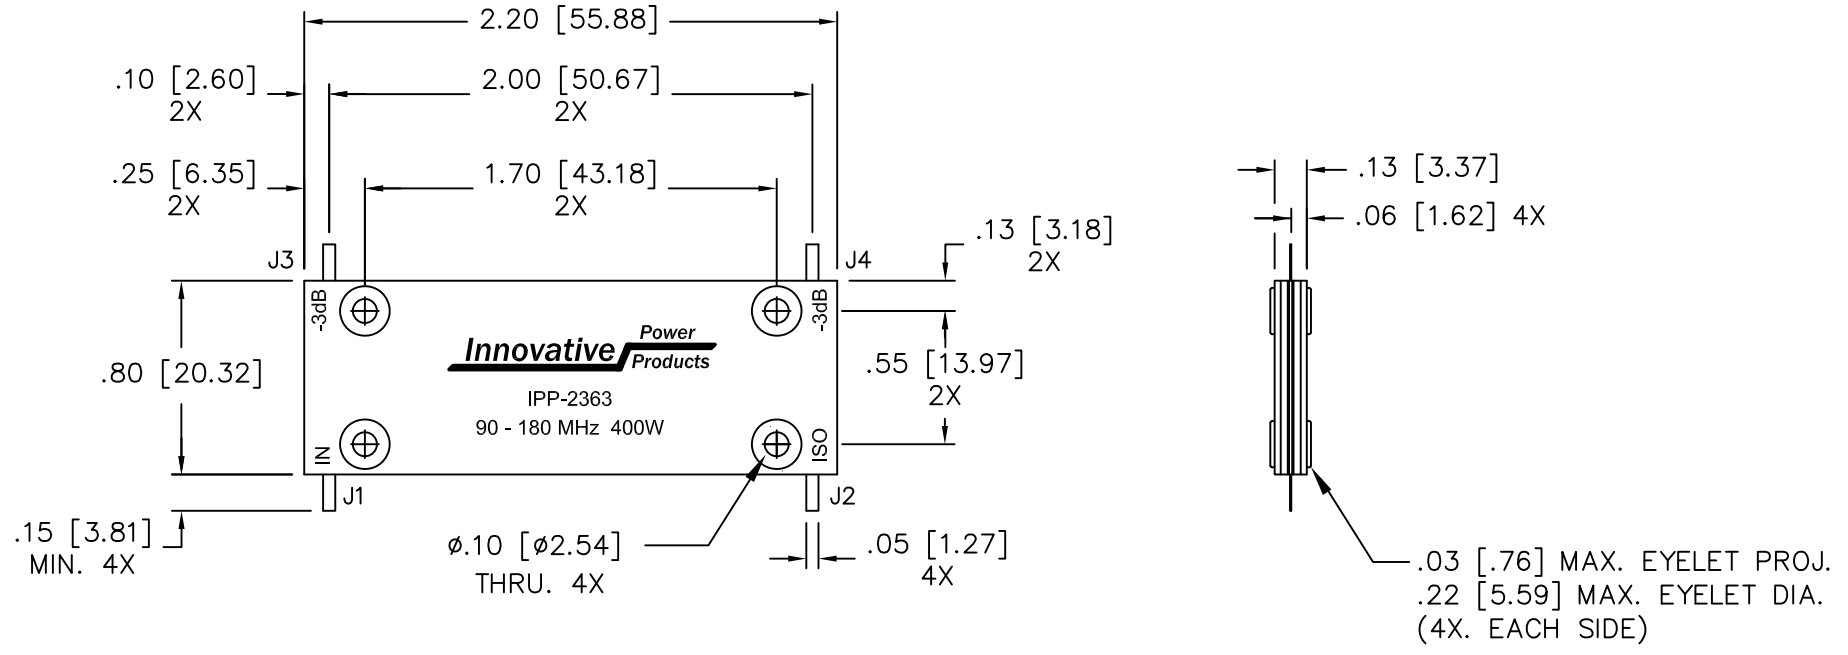 2.20 [55.88]
.10 [2.60]
2X
2.00 [50.67]
2X
.25 [6.35]
2X
1.70 [43.18]
2X
.13 [3.37]
.06 [1.62] 4X
.13 [3.18]
2X
J3
J4
-3dB
-3dB
Innovative Power Products
.80 [20.32]
.55 [13.97]
2X
IPP-2363
90 - 180 MHz 400W
IN
ISO
J1
J2
.15 [3.81]
MIN. 4X
ø.10 [ø2.54]
THRU. 4X
.05 [1.27]
4X
.03 [.76] MAX. EYELET PROJ.
.22 [5.59] MAX. EYELET DIA.
(4X. EACH SIDE)